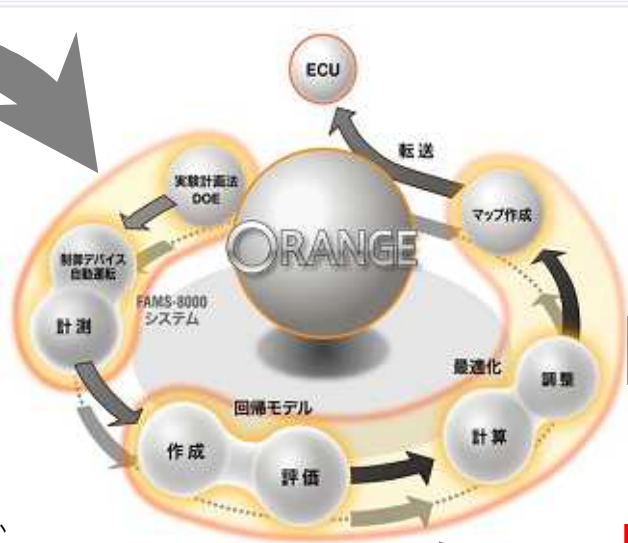 ECU
転送
実験計画法
DOE
マップ作成
ORANGE
制御デバイス
自動運転
FAMS-8000
システム
計測
最適化
調整
回帰モデル
計算
作成
評価